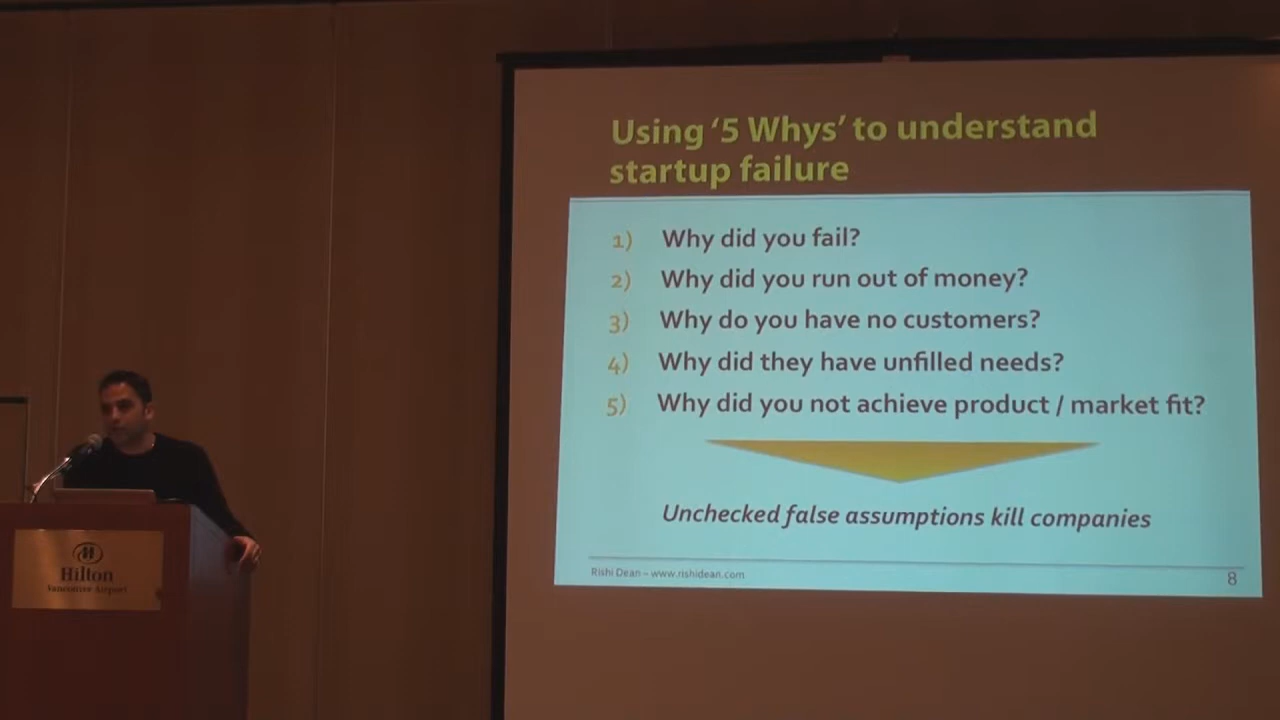 Using ‘5 Whys’ to understand
startup failure
1) Why did you fail?
2) Why did you run out of money?
3) Why do you have no customers?
4) Why did they have unfilled needs?
5) Why did you not achieve product / market fit?
Unchecked false assumptions kill companies
Rishi Dean – www.rishidean.com
8
Hilton
Vancouver Airport